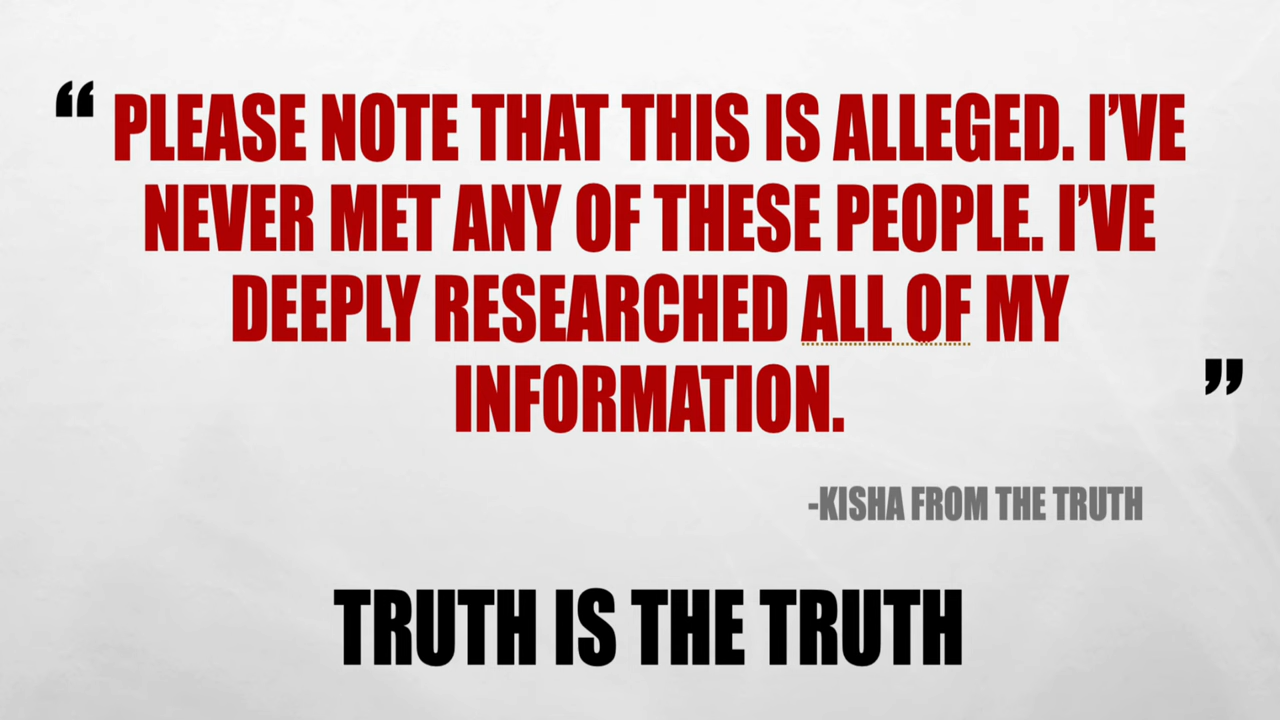 “ PLEASE NOTE THAT THIS IS ALLEGED. I’VE
NEVER MET ANY OF THESE PEOPLE. I’VE
DEEPLY RESEARCHED ALL OF MY
INFORMATION. ”
-KISHA FROM THE TRUTH
TRUTH IS THE TRUTH